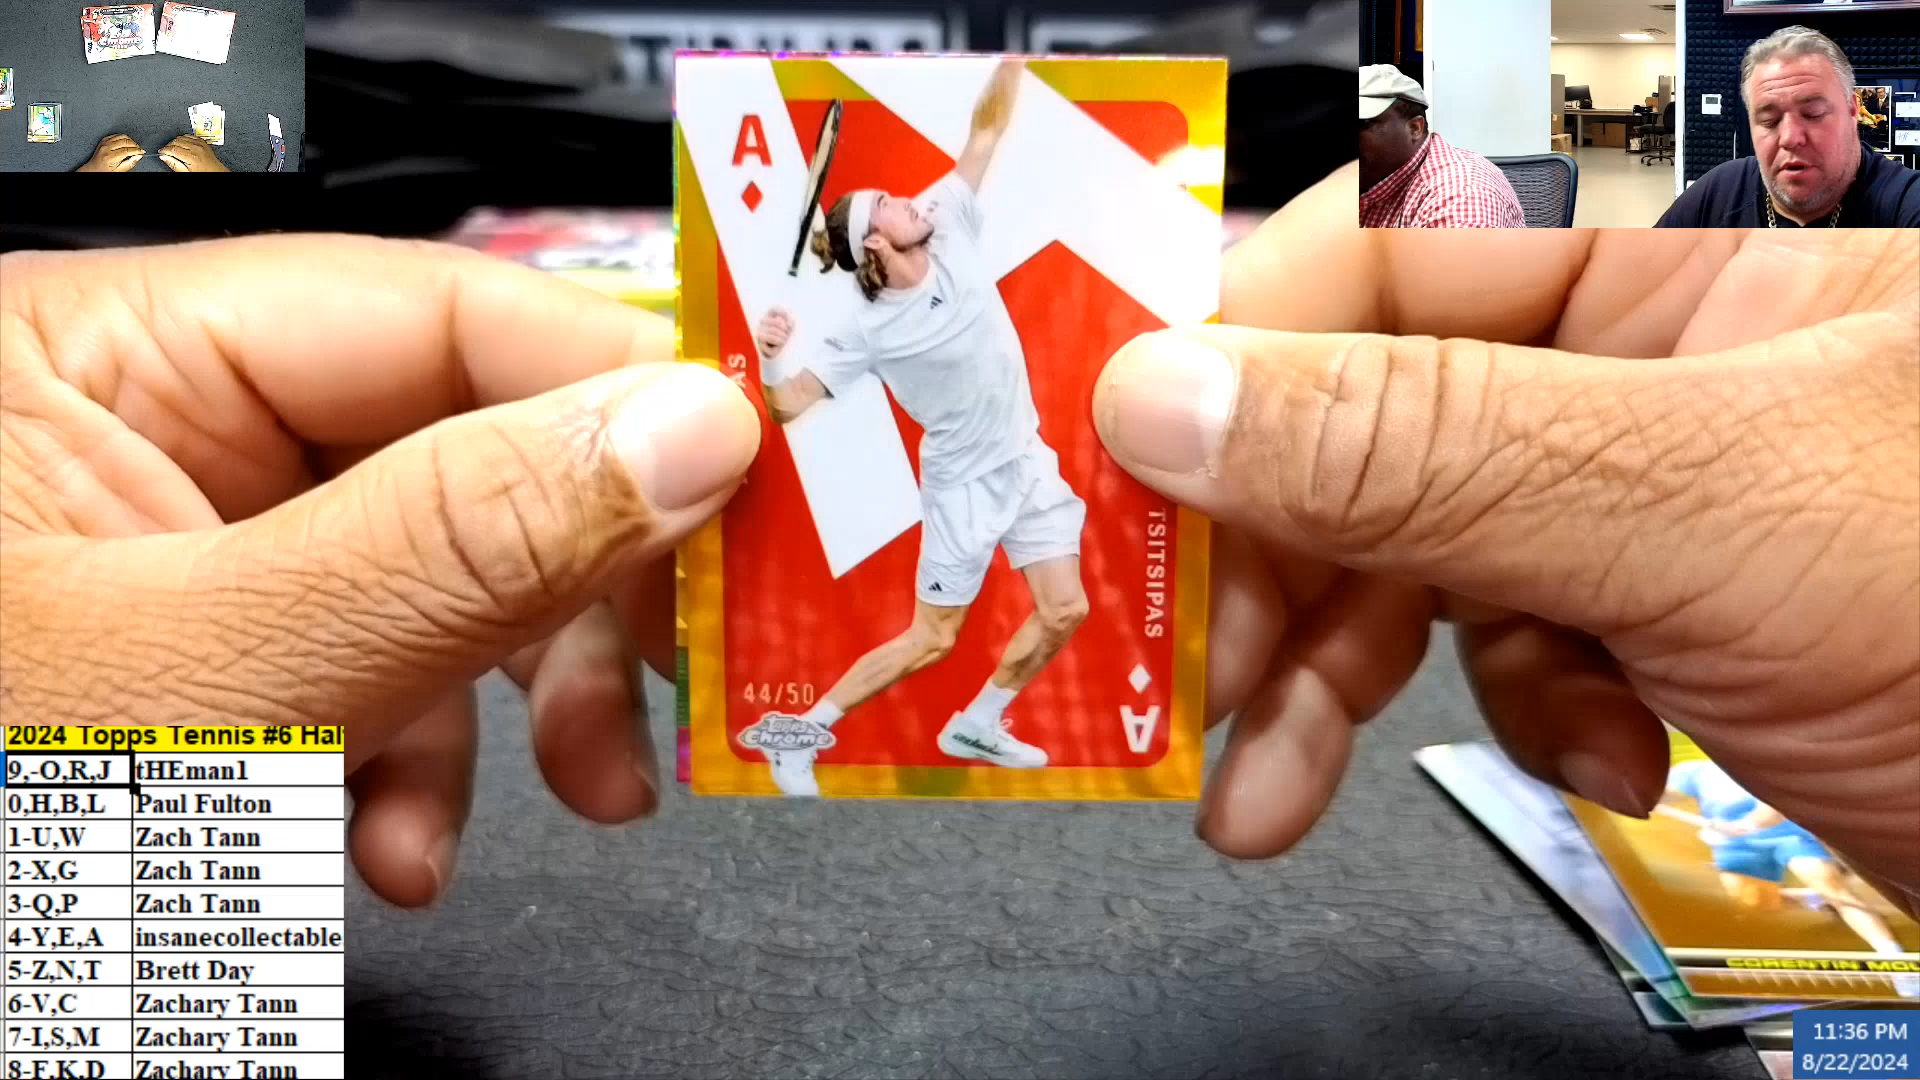 A
44/50
Topps
Chrome
TSITSIPAS
A
CORENTIN MOU
2024 Topps Tennis #6 Hal
9,-O,R,J tHEman1
0,H,B,L Paul Fulton
1-U,W Zach Tann
2-X,G Zach Tann
3-Q,P Zach Tann
4-Y,E,A insanecollectable
5-Z,N,T Brett Day
6-V,C Zachary Tann
7-I,S,M Zachary Tann
8-F,K,D Zachary Tann
11:36 PM
8/22/2024